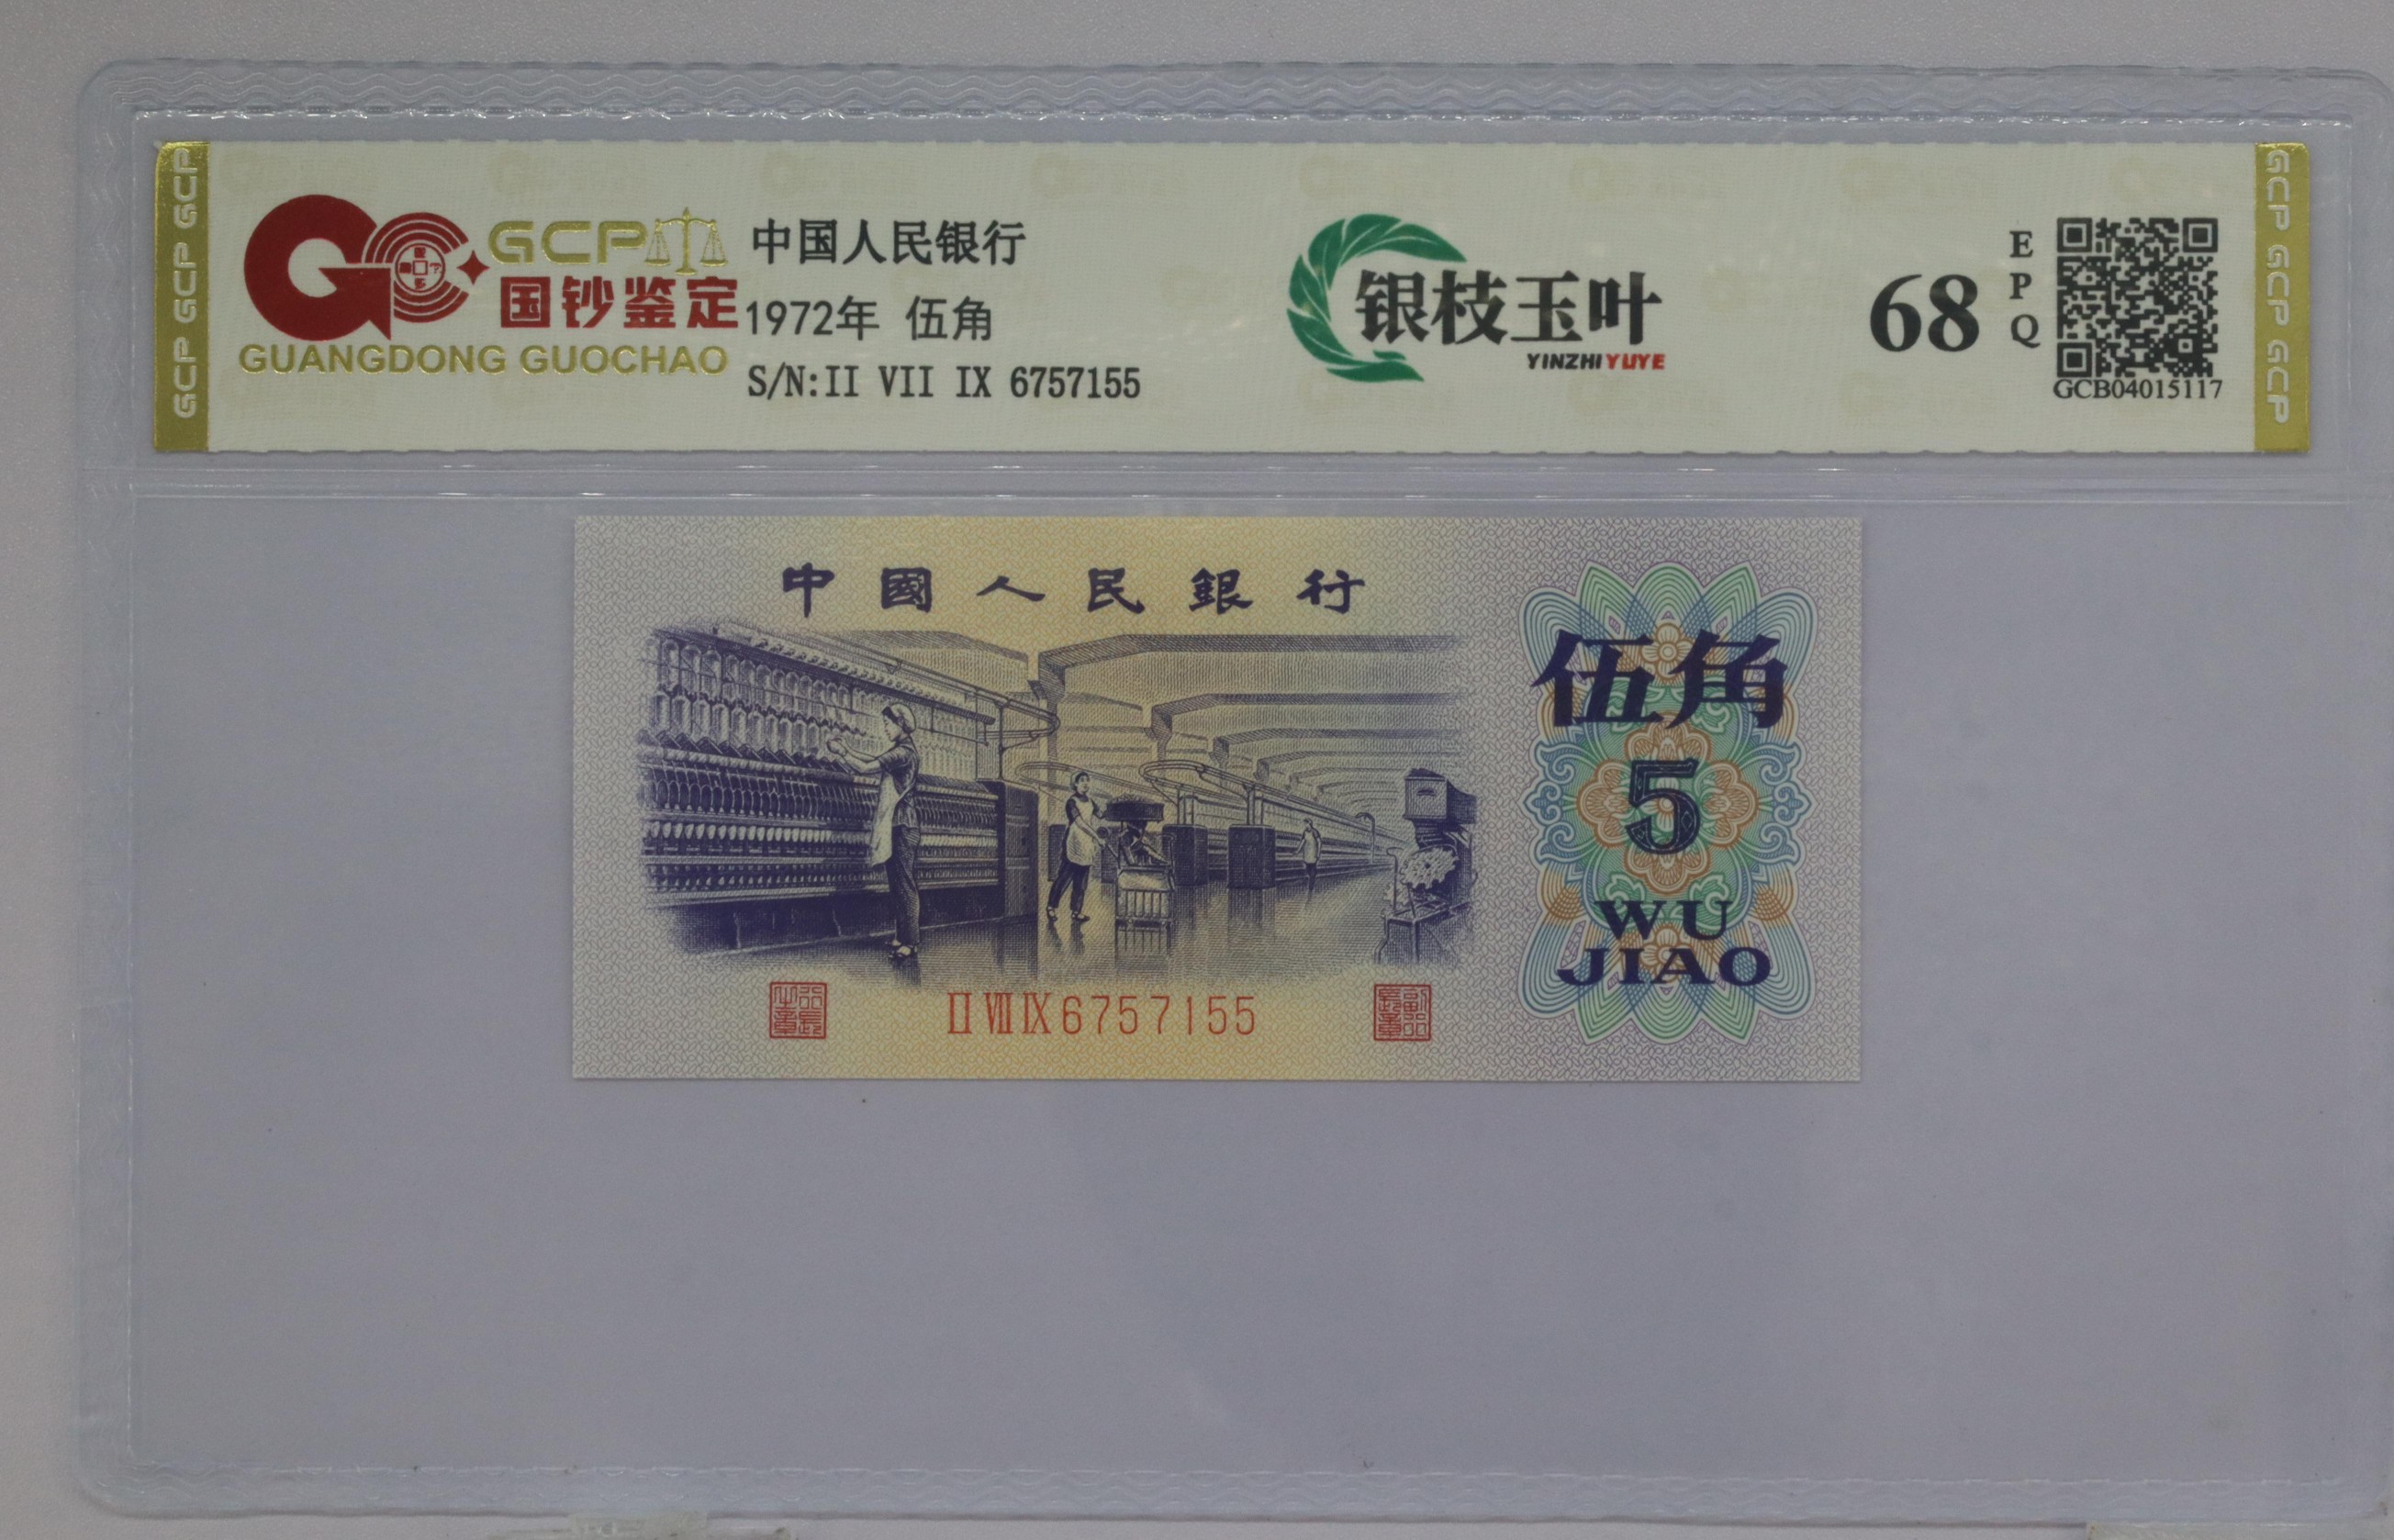 GCP GCP GCP
GCP
国钞鉴定
GUANGDONG GUOCHAO
中国人民银行
1972年 伍角
S/N:II VII IX 6757155
银枝玉叶
YINZHI YUYE
68
EPQ
GCB04015117
GCP GCP GCP
中國人民銀行
伍角
5
WU
JIAO
II VIII IX 6757155